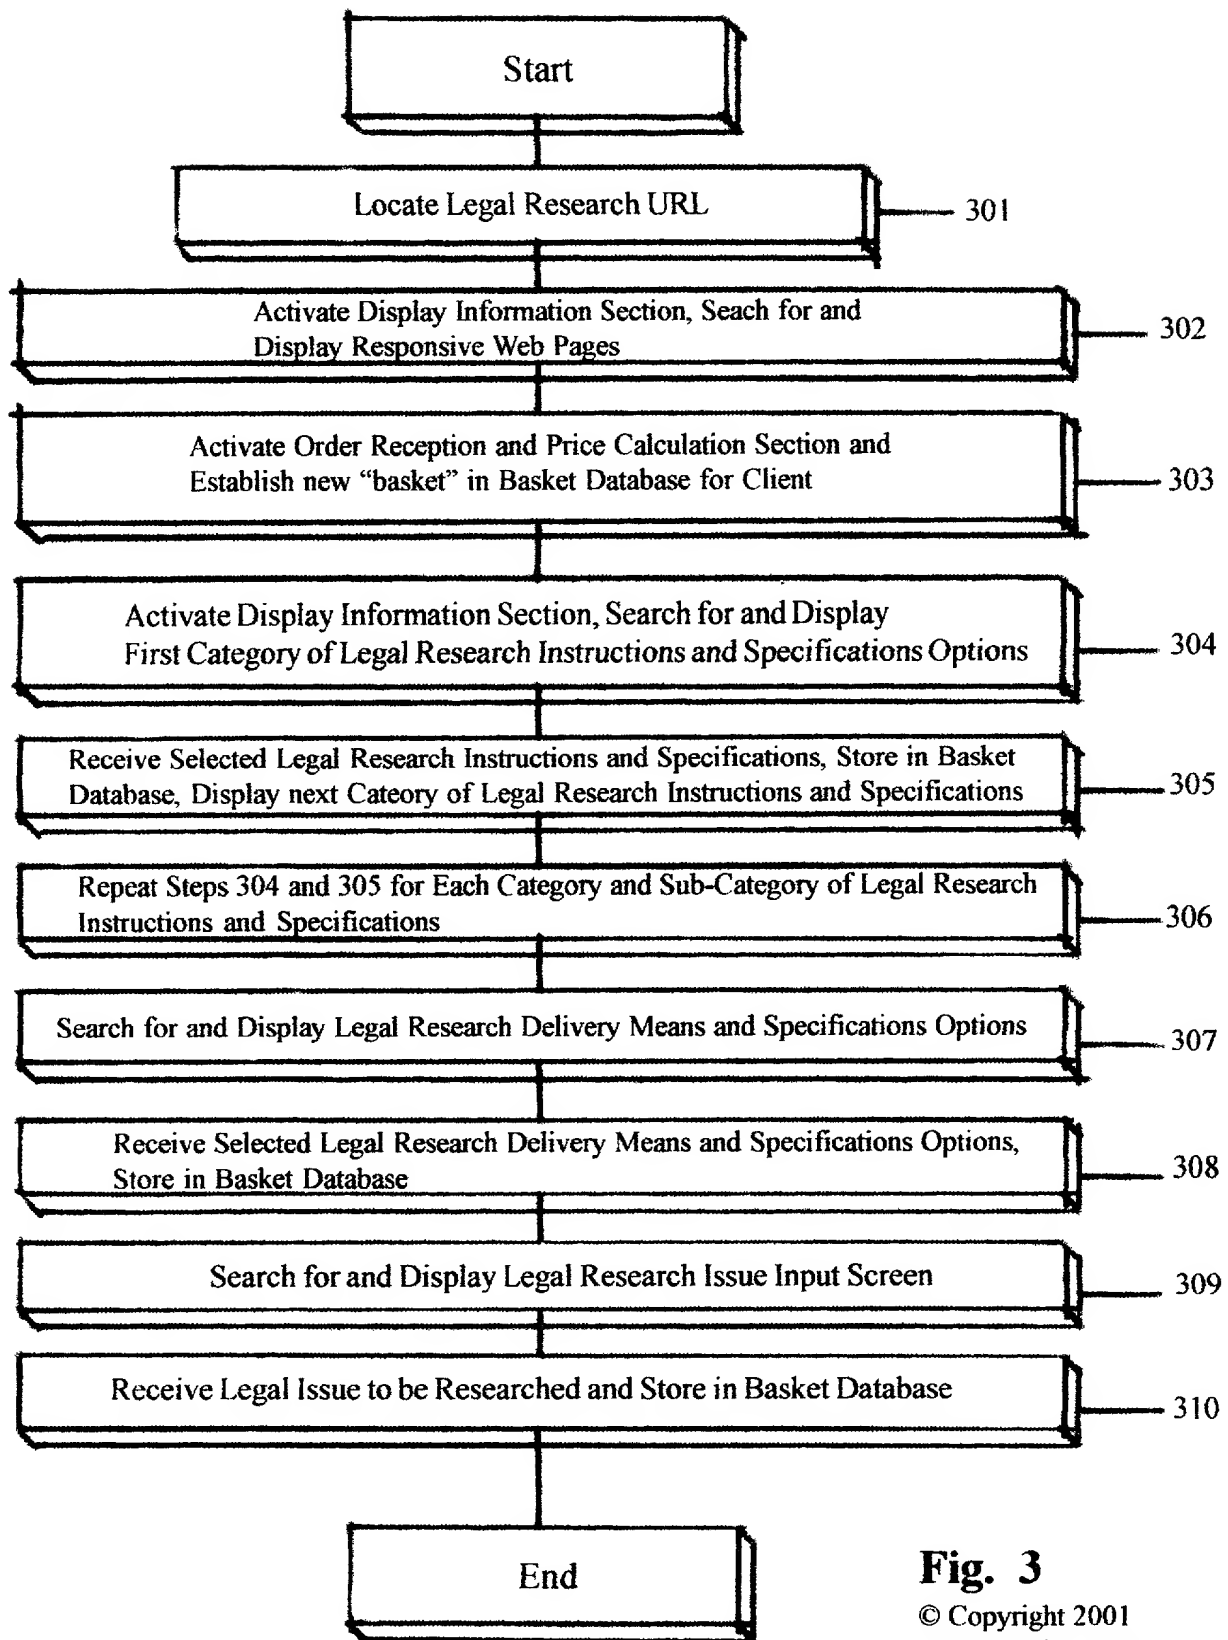 Start
Locate Legal Research URL
301
Activate Display Information Section, Seach for and
Display Responsive Web Pages
302
Activate Order Reception and Price Calculation Section and
Establish new “basket” in Basket Database for Client
303
Activate Display Information Section, Search for and Display
First Category of Legal Research Instructions and Specifications Options
304
Receive Selected Legal Research Instructions and Specifications, Store in Basket
Database, Display next Cateory of Legal Research Instructions and Specifications
305
Repeat Steps 304 and 305 for Each Category and Sub-Category of Legal Research
Instructions and Specifications
306
Search for and Display Legal Research Delivery Means and Specifications Options
307
Receive Selected Legal Research Delivery Means and Specifications Options,
Store in Basket Database
308
Search for and Display Legal Research Issue Input Screen
309
Receive Legal Issue to be Researched and Store in Basket Database
310
End
Fig. 3
© Copyright 2001